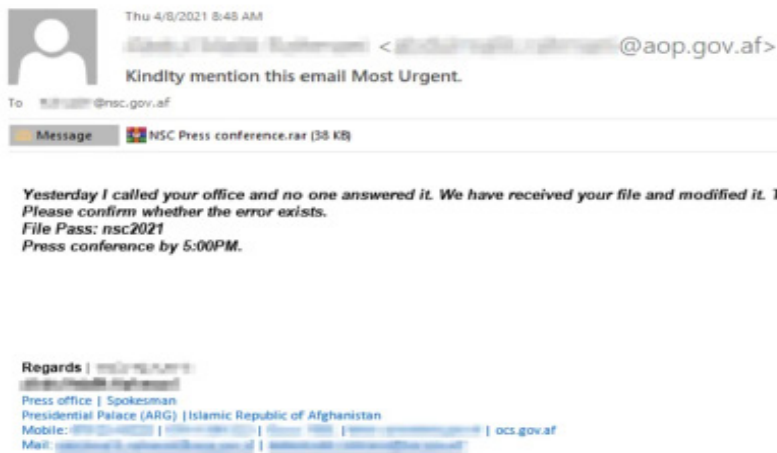 Thu 4/8/2021 8:48 AM
<@aop.gov.af>
Kindlty mention this email Most Urgent.
To @nsc.gov.af
Message NSC Press conference.rar (38 KB)
Yesterday I called your office and no one answered it. We have received your file and modified it.
Please confirm whether the error exists.
File Pass: nsc2021
Press conference by 5:00PM.
Regards |
Press office | Spokesman
Presidential Palace (ARG) | Islamic Republic of Afghanistan
Mobile: | | | | ocs.gov.af
Mail: |